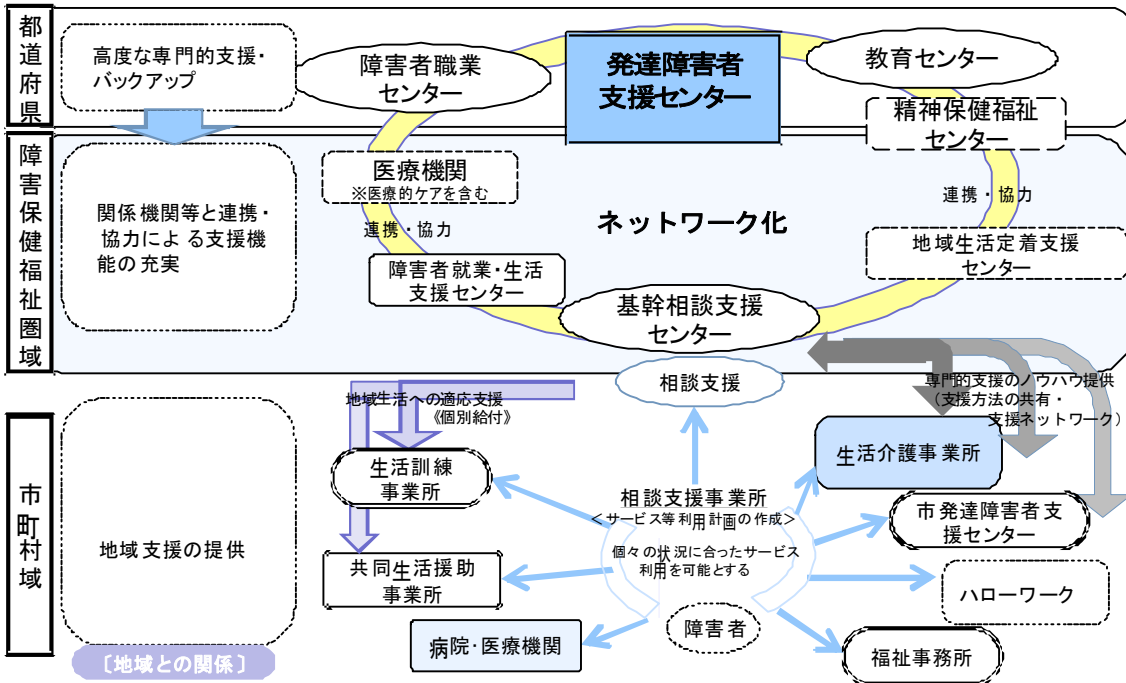 都道府県
高度な専門的支援・
バックアップ
障害者職業
センター
発達障害者
支援センター
教育センター
精神保健福祉
センター
障害保健福祉圏域
関係機関等と連携・
協力による支援機
能の充実
医療機関
※医療的ケアを含む
連携・協力
障害者就業・生活
支援センター
ネットワーク化
基幹相談支援
センター
連携・協力
地域生活定着支援
センター
相談支援
専門的支援のノウハウ提供
(支援方法の共有・
支援ネットワーク)
市町村域
地域支援の提供
[地域との関係]
地域生活への適応支援
《個別給付》
生活訓練
事業所
共同生活援助
事業所
病院・医療機関
相談支援事業所
<サービス等利用計画の作成>
個々の状況に合ったサービス
利用を可能とする
障害者
生活介護事業所
市発達障害者支
援センター
ハローワーク
福祉事務所